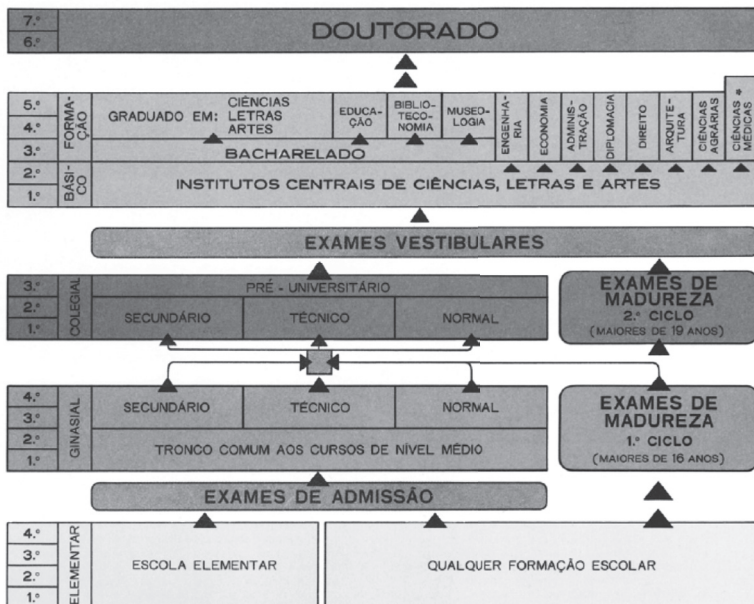 7.º
6.º
DOUTORADO
5.º
4.º
3.º
FORMA-
ÇÃO
GRADUADO EM:
CIÊNCIAS
LETRAS
ARTES
EDUCA-
ÇÃO
BIBLIO-
TECO-
NOMIA
MUSEO-
LOGIA
ENGENHA-
RIA
ECONOMIA
ADMINIS-
TRAÇÃO
DIPLOMACIA
DIREITO
ARQUITE-
TURA
CIÊNCIAS
AGRÁRIAS
CIÊNCIAS *
MÉDICAS
BACHARELADO
2.º
1.º
BÁSI-
CO
INSTITUTOS CENTRAIS DE CIÊNCIAS, LETRAS E ARTES
EXAMES VESTIBULARES
3.º
2.º
1.º
COLEGIAL
PRÉ - UNIVERSITÁRIO
SECUNDÁRIO
TÉCNICO
NORMAL
EXAMES DE
MADUREZA
2.º CICLO
(MAIORES DE 19 ANOS)
4.º
3.º
2.º
1.º
GINASIAL
SECUNDÁRIO
TÉCNICO
NORMAL
TRONCO COMUM AOS CURSOS DE NÍVEL MÉDIO
EXAMES DE
MADUREZA
1.º CICLO
(MAIORES DE 16 ANOS)
EXAMES DE ADMISSÃO
4.º
3.º
2.º
1.º
ELEMENTAR
ESCOLA ELEMENTAR
QUALQUER FORMAÇÃO ESCOLAR